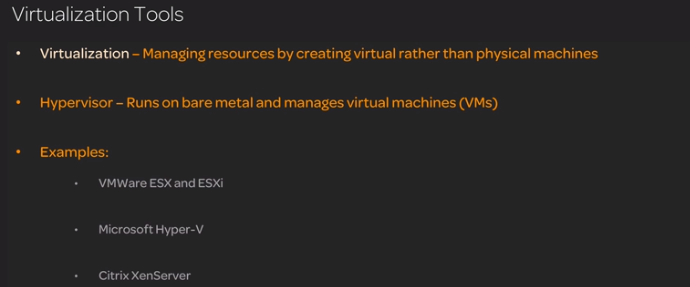 Virtualization Tools
• Virtualization – Managing resources by creating virtual rather than physical machines
• Hypervisor – Runs on bare metal and manages virtual machines (VMs)
• Examples:
• VMWare ESX and ESXi
• Microsoft Hyper-V
• Citrix XenServer